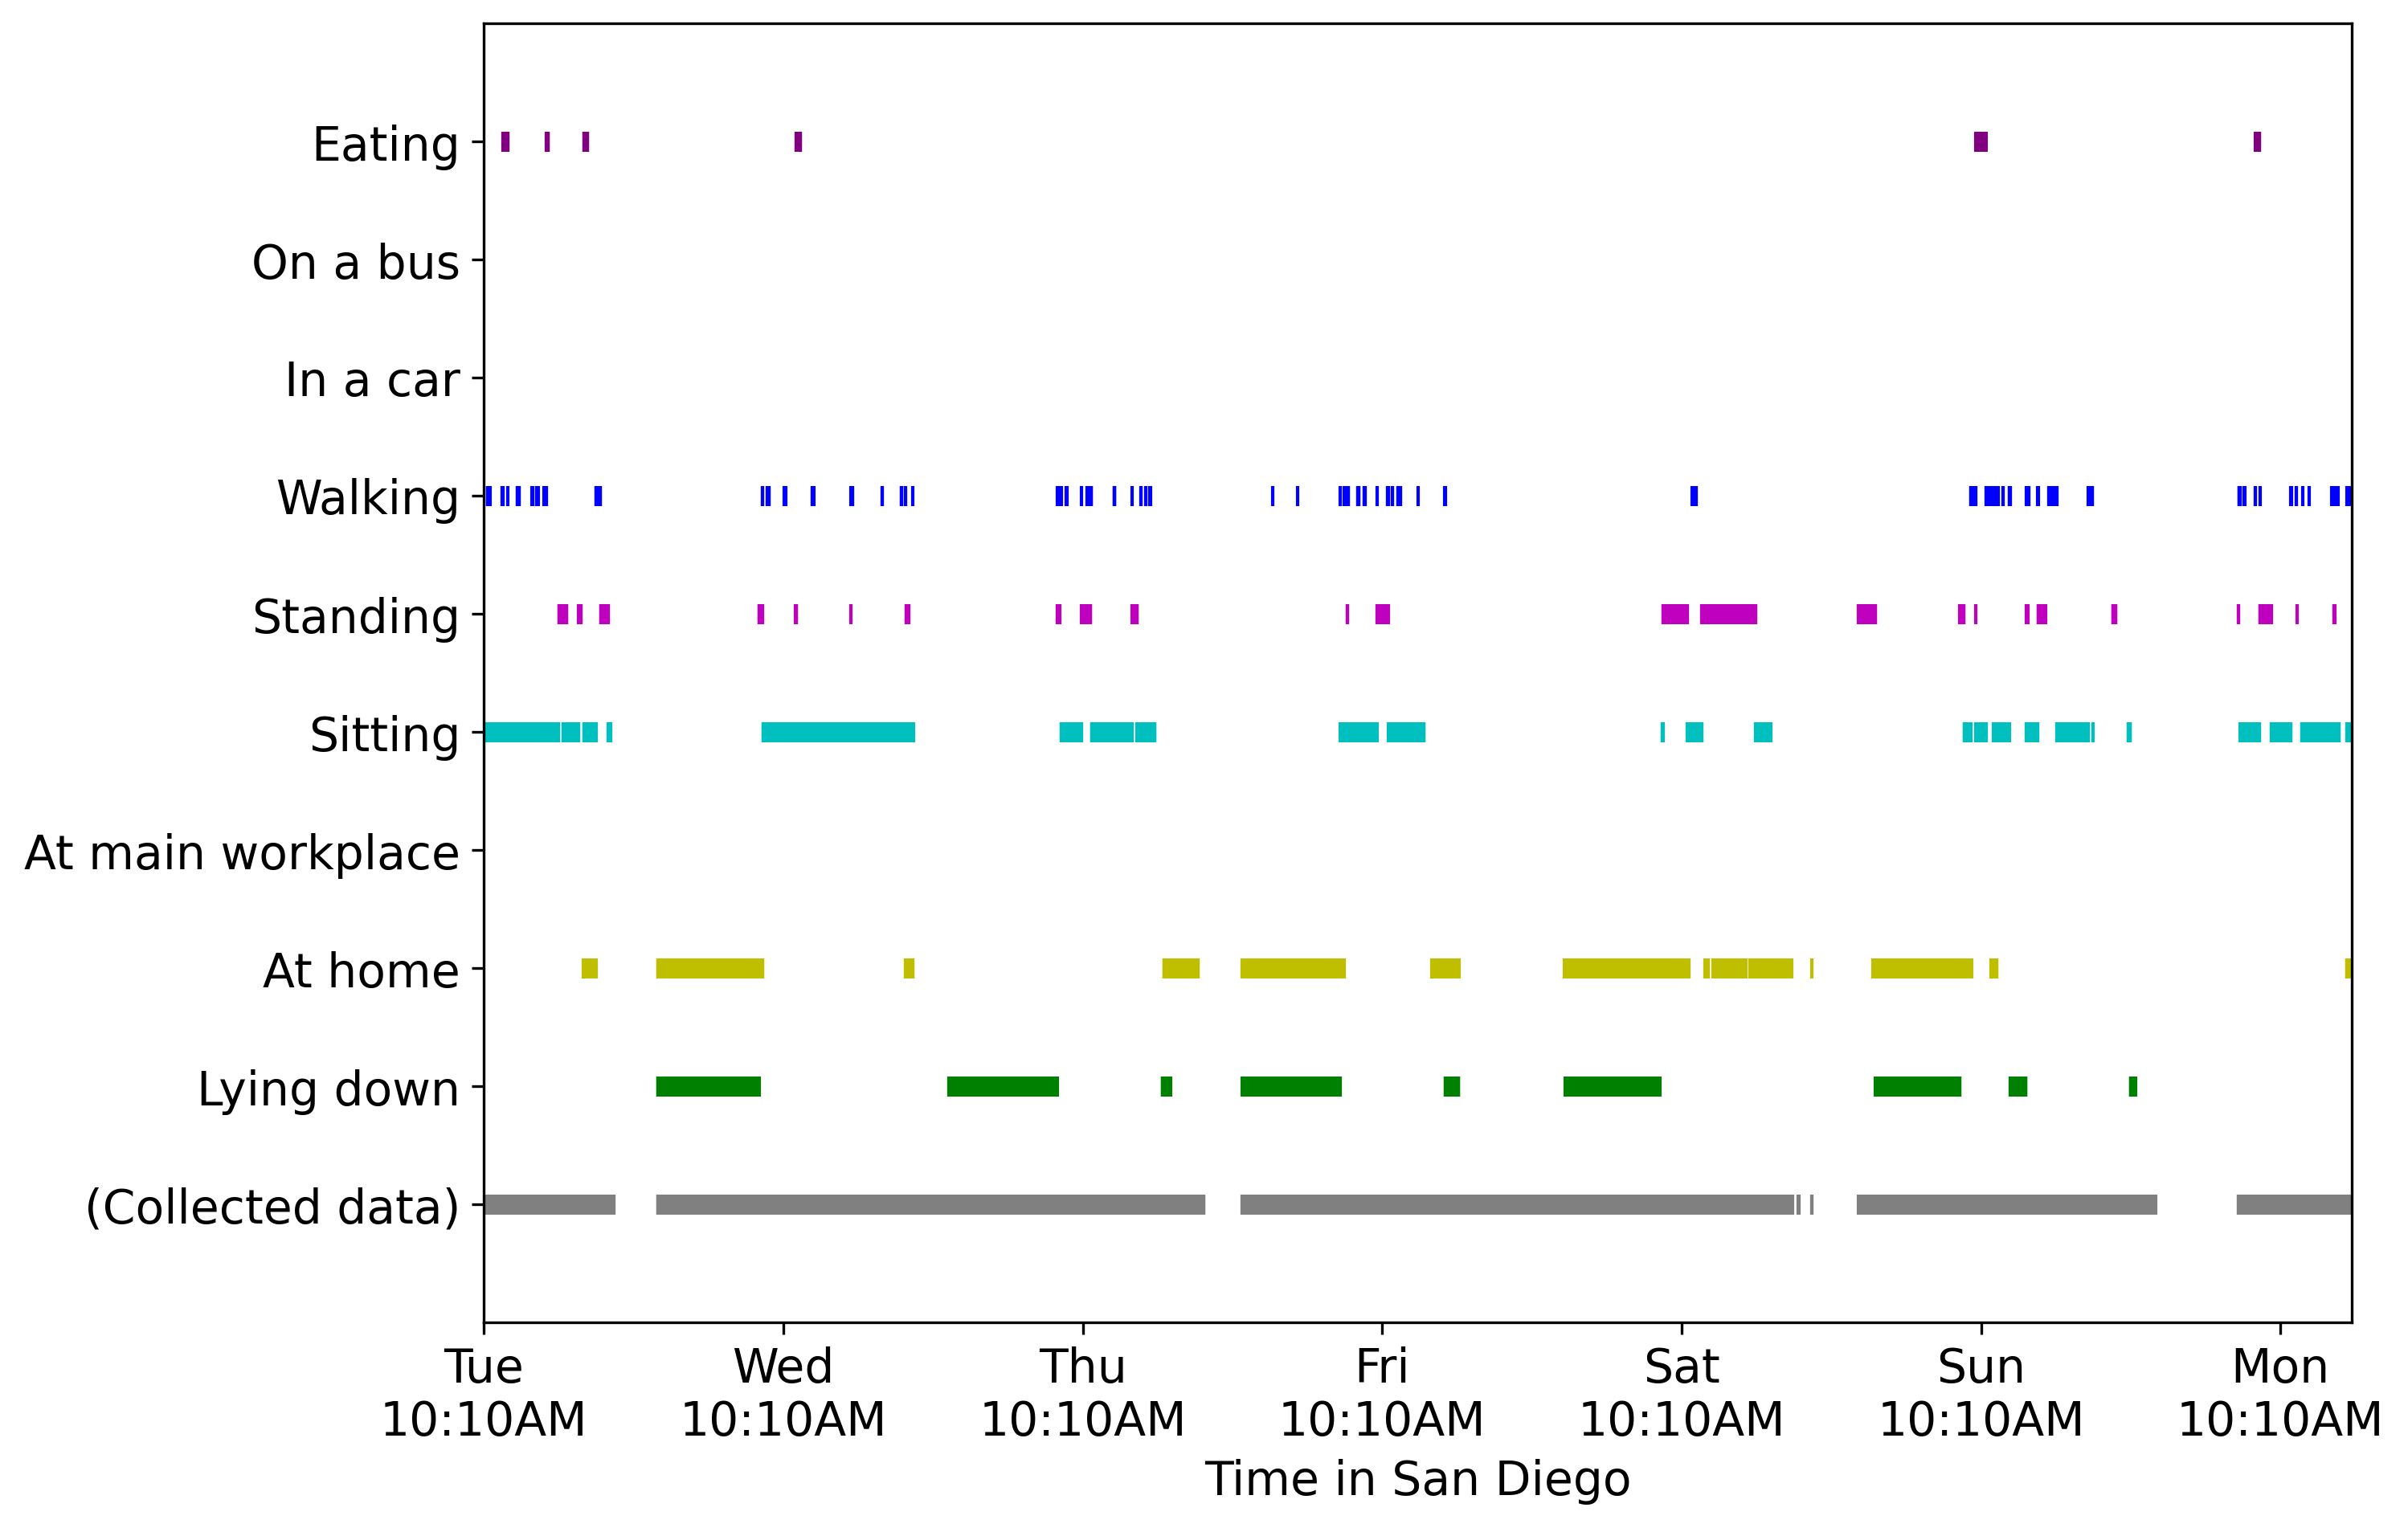 Eating
On a bus
In a car
Walking
Standing
Sitting
At main workplace
At home
Lying down
(Collected data)
Tue Wed Thu Fri Sat Sun Mon
10:10AM 10:10AM 10:10AM 10:10AM 10:10AM 10:10AM 10:10AM
Time in San Diego